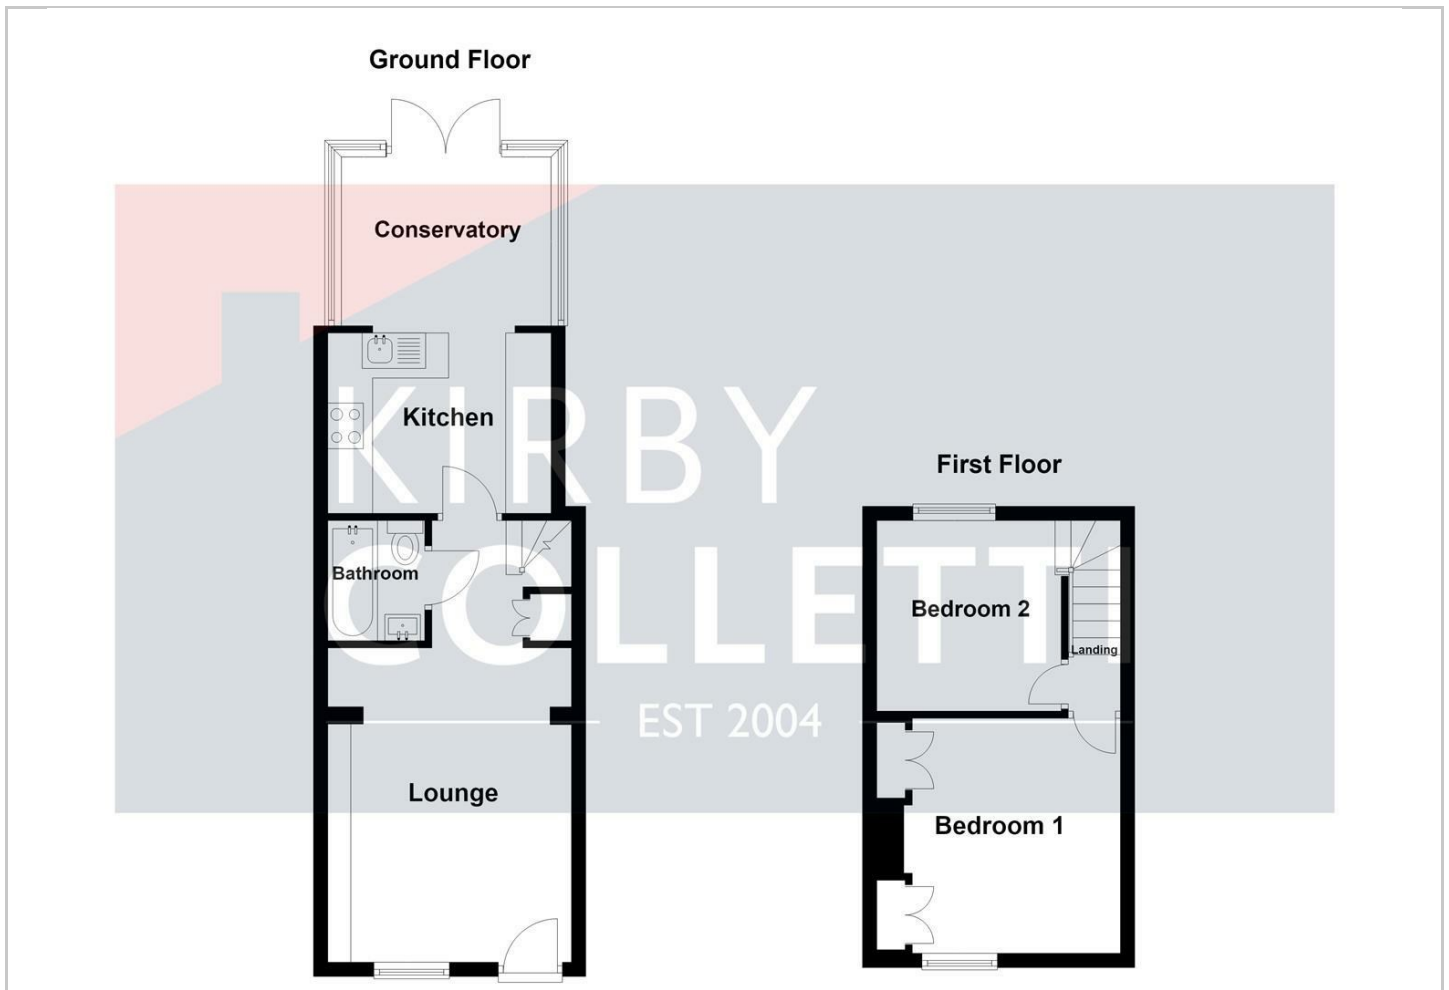 Ground Floor
Conservatory
Kitchen
Bathroom
Lounge
First Floor
Bedroom 2
Landing
Bedroom 1
KIRBY
COLLETTI
EST 2004